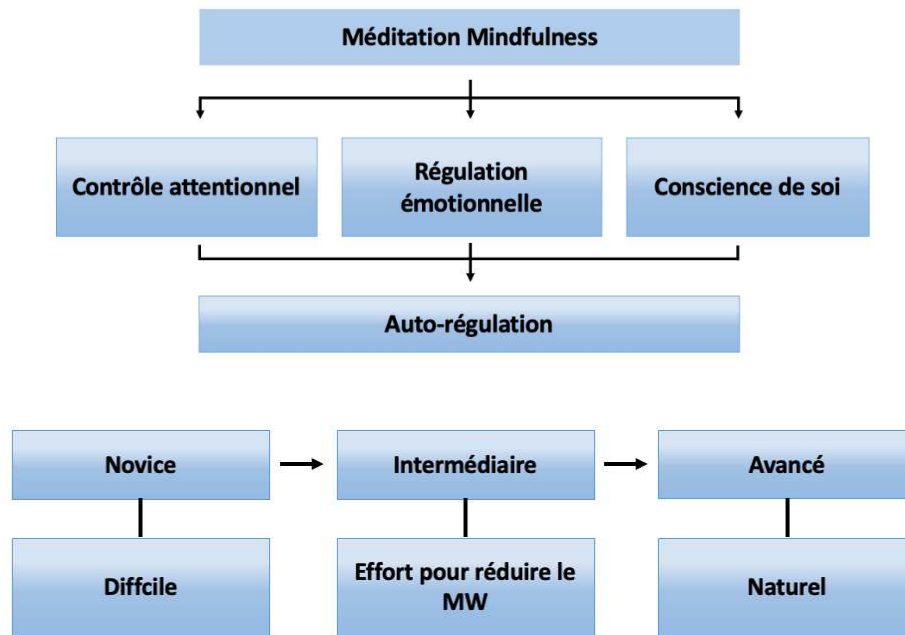 Méditation Mindfulness
Contrôle attentionnel
Régulation
émotionnelle
Conscience de soi
Auto-régulation
Novice
Intermédiaire
Avancé
Diffcile
Effort pour réduire le
MW
Naturel